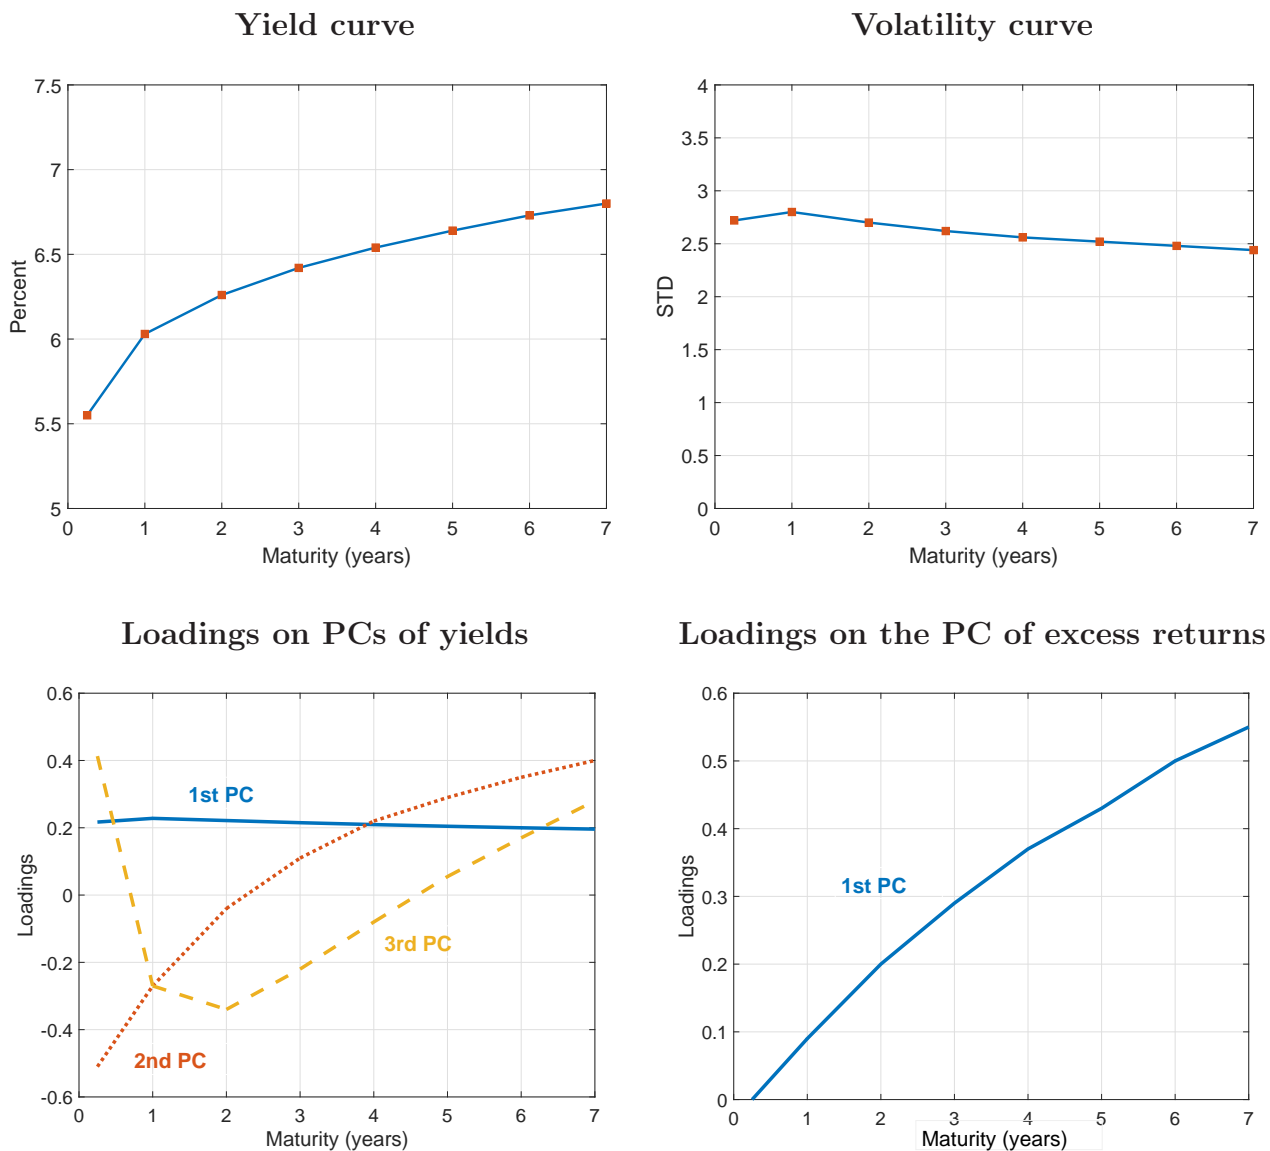 Yield curve
7.5
7
6.5
6
5.5
5
Percent
0 1 2 3 4 5 6 7
Maturity (years)
Volatility curve
4
3.5
3
2.5
2
1.5
1
0.5
0
STD
0 1 2 3 4 5 6 7
Maturity (years)
Loadings on PCs of yields
0.6
0.4
0.2
0
-0.2
-0.4
-0.6
Loadings
1st PC
3rd PC
2nd PC
0 1 2 3 4 5 6 7
Maturity (years)
Loadings on the PC of excess returns
0.6
0.5
0.4
0.3
0.2
0.1
0
Loadings
1st PC
0 1 2 3 4 5 6 7
Maturity (years)